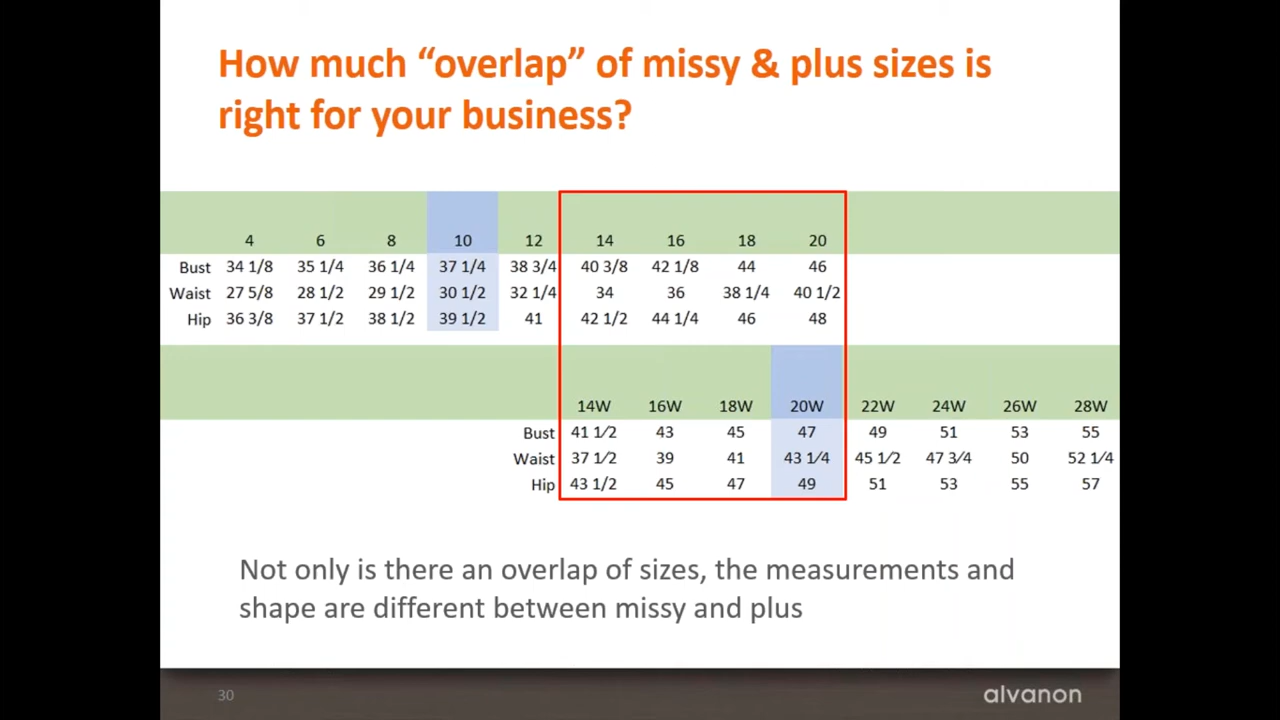 How much “overlap” of missy & plus sizes is
right for your business?
4 6 8 10 12 14 16 18 20
Bust 34 1/8 35 1/4 36 1/4 37 1/4 38 3/4 40 3/8 42 1/8 44 46
Waist 27 5/8 28 1/2 29 1/2 30 1/2 32 1/4 34 36 38 1/4 40 1/2
Hip 36 3/8 37 1/2 38 1/2 39 1/2 41 42 1/2 44 1/4 46 48
14W 16W 18W 20W 22W 24W 26W 28W
Bust 41 1/2 43 45 47 49 51 53 55
Waist 37 1/2 39 41 43 1/4 45 1/2 47 3/4 50 52 1/4
Hip 43 1/2 45 47 49 51 53 55 57
Not only is there an overlap of sizes, the measurements and
shape are different between missy and plus
30 alvanon